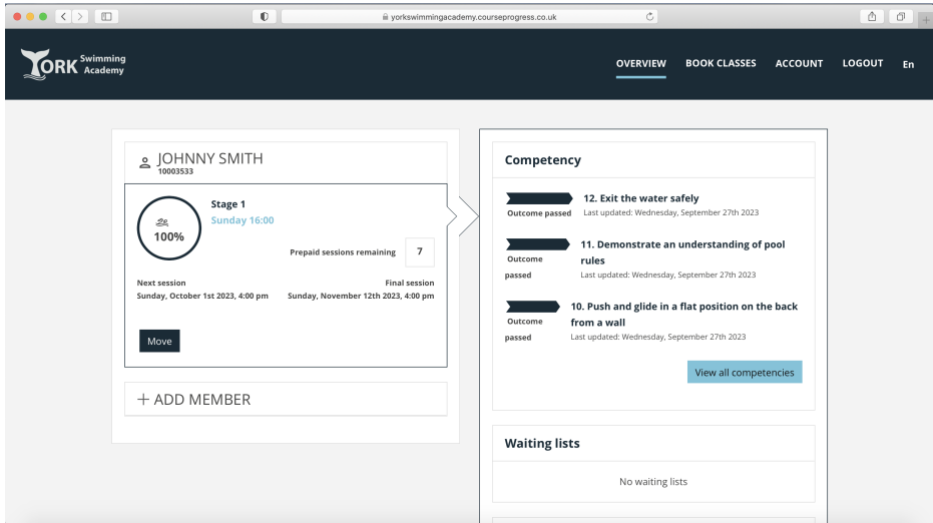 yorkswimmingacademy.courseprogress.co.uk
YORK Swimming
Academy
OVERVIEW BOOK CLASSES ACCOUNT LOGOUT En
JOHNNY SMITH
10003533
Stage 1
Sunday 16:00
100%
Prepaid sessions remaining 7
Next session Final session
Sunday, October 1st 2023, 4:00 pm Sunday, November 12th 2023, 4:00 pm
Move
+ ADD MEMBER
Competency
12. Exit the water safely
Outcome passed Last updated: Wednesday, September 27th 2023
11. Demonstrate an understanding of pool
Outcome rules
passed Last updated: Wednesday, September 27th 2023
10. Push and glide in a flat position on the back
Outcome from a wall
passed Last updated: Wednesday, September 27th 2023
View all competencies
Waiting lists
No waiting lists